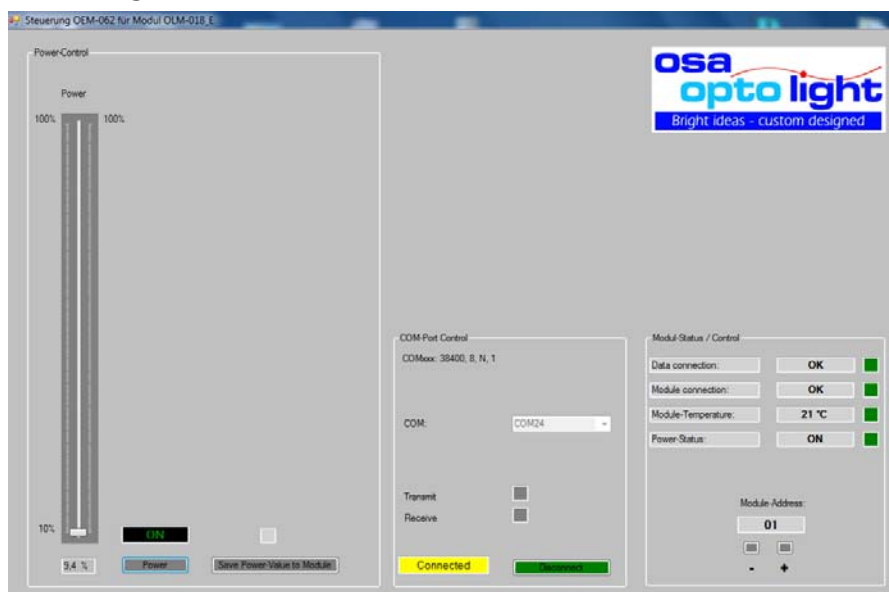 Steuerung OEM-062 für Modul OLM-018_E
Power-Control
Power
100%
100%
10%
ON
9,4 %
Power
Save Power-Value to Module
osa
opto light
Bright ideas - custom designed
COM-Port Control
COMxxx: 38400, 8, N, 1
COM:
COM24
Transmit
Receive
Connected
Disconnect
Modul-Status / Control
Data connection:
OK
Module connection:
OK
Module-Temperature:
21 °C
Power-Status:
ON
Module-Address:
01
-
+